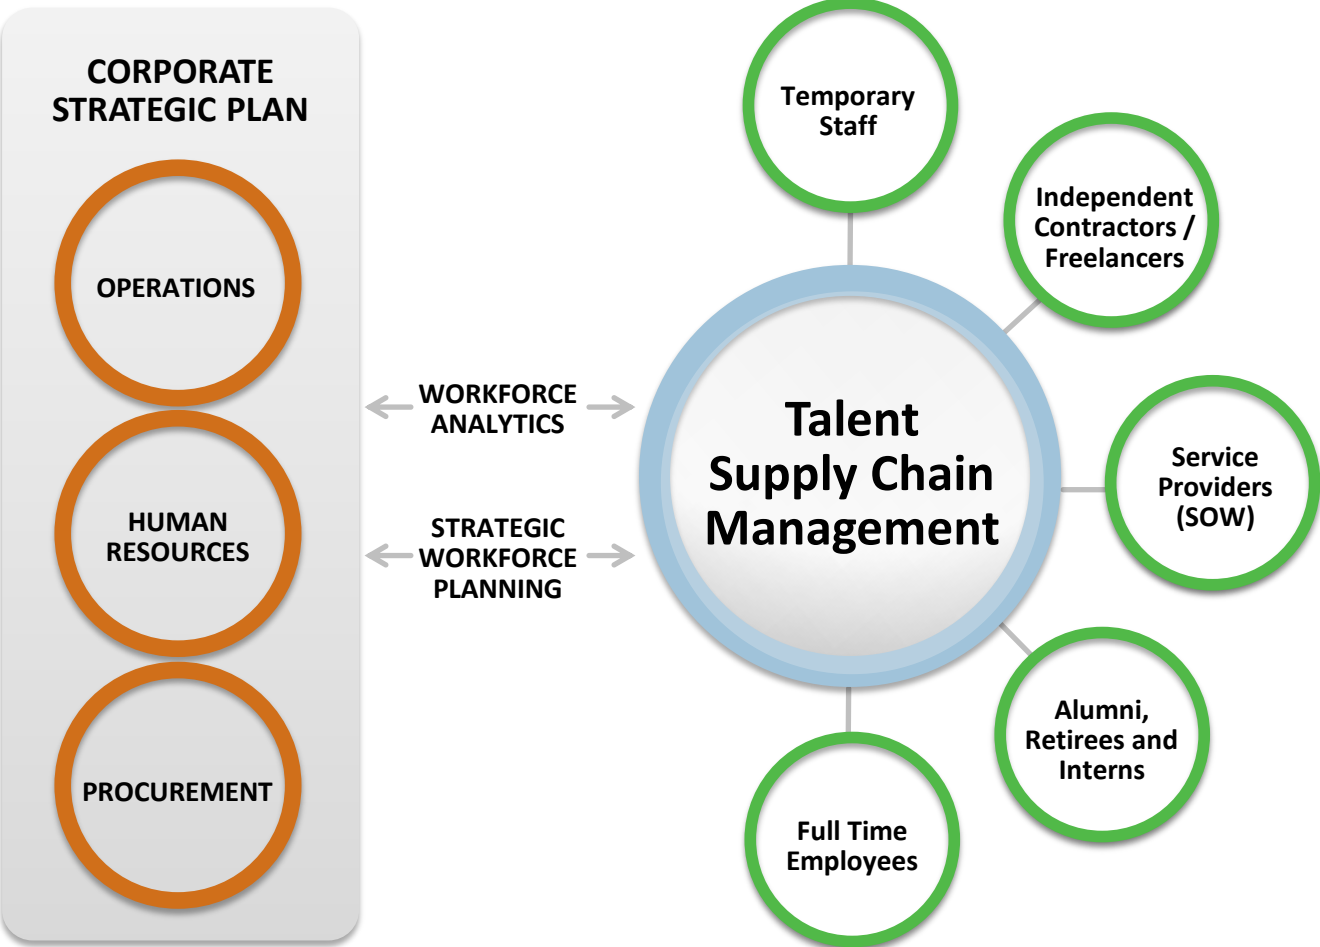 CORPORATE
STRATEGIC PLAN
OPERATIONS
HUMAN
RESOURCES
PROCUREMENT
WORKFORCE
ANALYTICS
STRATEGIC
WORKFORCE
PLANNING
Talent
Supply Chain
Management
Temporary
Staff
Independent
Contractors /
Freelancers
Service
Providers
(SOW)
Alumni,
Retirees and
Interns
Full Time
Employees